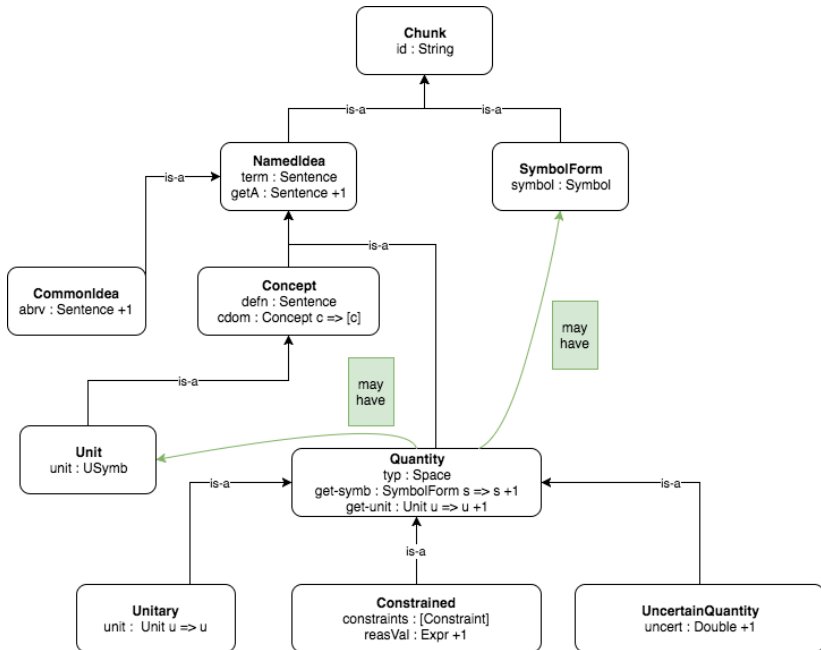 Chunk
id : String
is-a
is-a
NamedIdea
term : Sentence
getA : Sentence +1
SymbolForm
symbol : Symbol
is-a
is-a
CommonIdea
abrv : Sentence +1
Concept
defn : Sentence
cdom : Concept c => [c]
may
have
may
have
is-a
Unit
unit : USymb
Quantity
typ : Space
get-symb : SymbolForm s => s +1
get-unit : Unit u => u +1
is-a
is-a
is-a
Unitary
unit : Unit u => u
Constrained
constraints : [Constraint]
reasVal : Expr +1
UncertainQuantity
uncert : Double +1